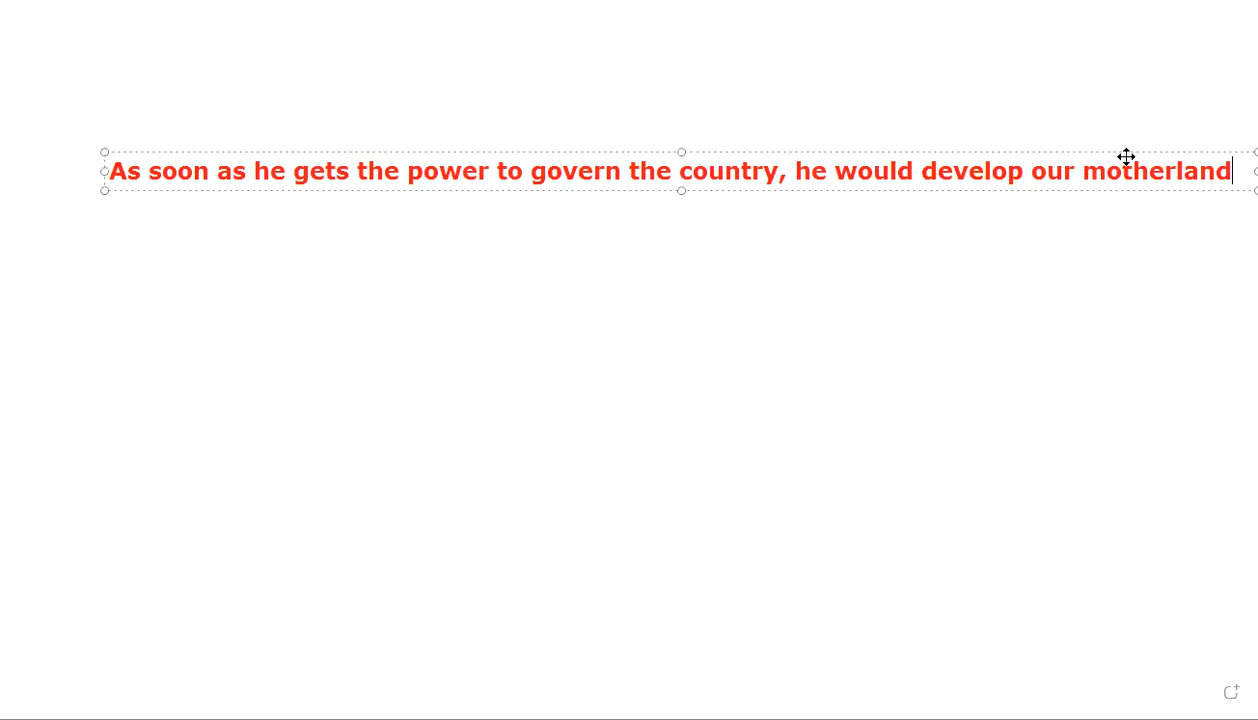 As soon as he gets the power to govern the country, he would develop our motherland